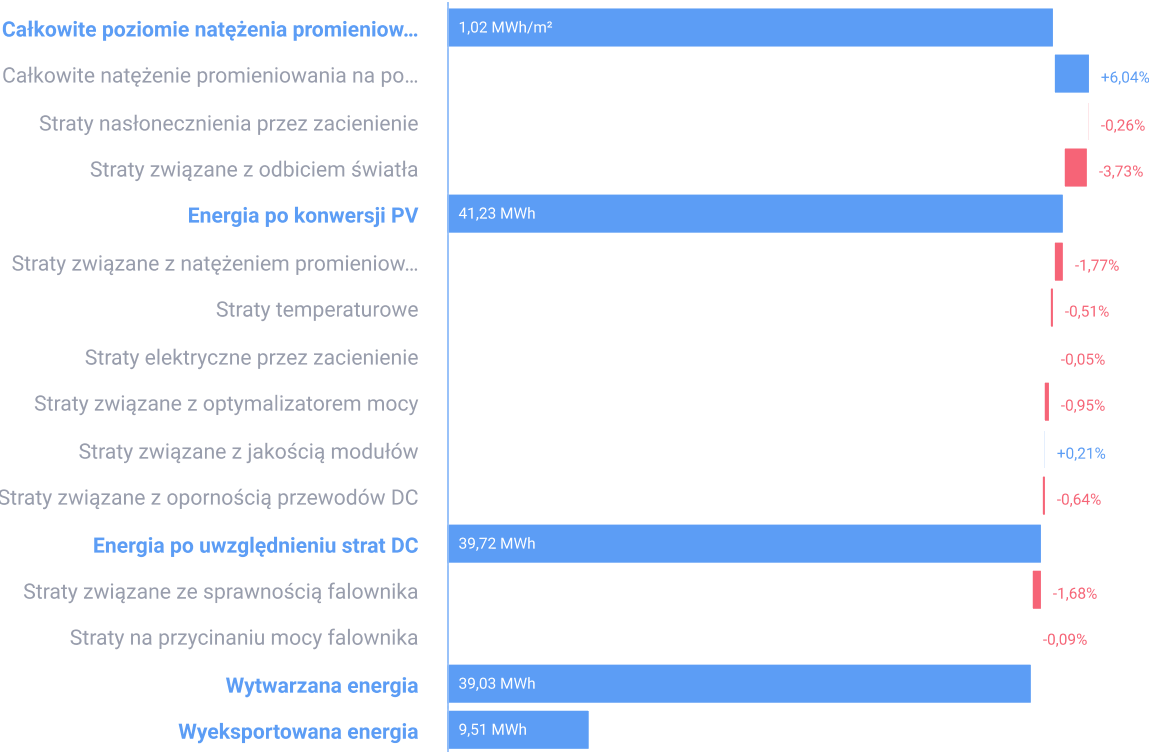 Całkowite poziomie natężenia promieniow... 1,02 MWh/m²
Całkowite natężenie promieniowania na po... +6,04%
Straty nasłonecznienia przez zacienienie -0,26%
Straty związane z odbiciem światła -3,73%
Energia po konwersji PV 41,23 MWh
Straty związane z natężeniem promieniow... -1,77%
Straty temperaturowe -0,51%
Straty elektryczne przez zacienienie -0,05%
Straty związane z optymalizatorem mocy -0,95%
Straty związane z jakością modułów +0,21%
Straty związane z opornością przewodów DC -0,64%
Energia po uwzględnieniu strat DC 39,72 MWh
Straty związane ze sprawnością falownika -1,68%
Straty na przycinaniu mocy falownika -0,09%
Wytwarzana energia 39,03 MWh
Wyeksportowana energia 9,51 MWh